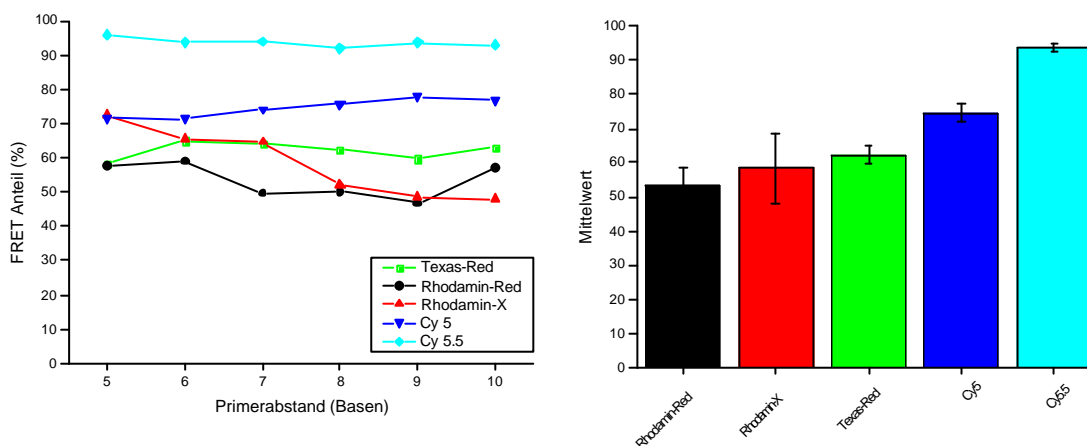 100
90
80
70
60
50
40
30
20
10
0
FRET Anteil (%)
5 6 7 8 9 10
Primerabstand (Basen)
Texas-Red
Rhodamin-Red
Rhodamin-X
Cy 5
Cy 5.5
100
90
80
70
60
50
40
30
20
10
0
Mittelwert
Rhodamin-Red
Rhodamin-X
Texas-Red
Cy5
Cy5.5